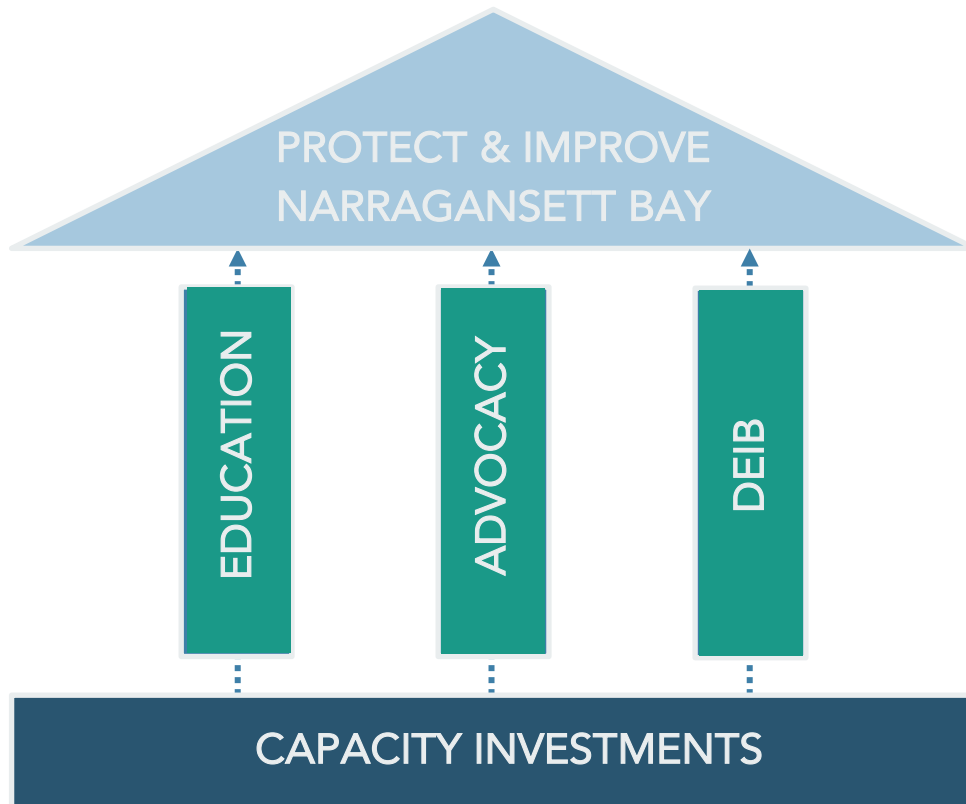 PROTECT & IMPROVE
NARRAGANSETT BAY
EDUCATION
ADVOCACY
DEIB
CAPACITY INVESTMENTS